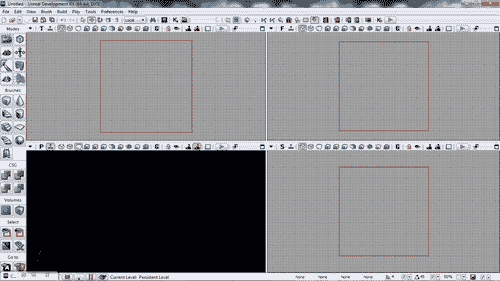 Untitled - Unreal Development Kit (64-bit, DX9)
File Edit View Brush Build Play Tools Preferences Help
Local
Modes
T
F
Brushes
P
S
CSG
Volumes
Select
Go to
Current Level: Persistent Level
None None None None